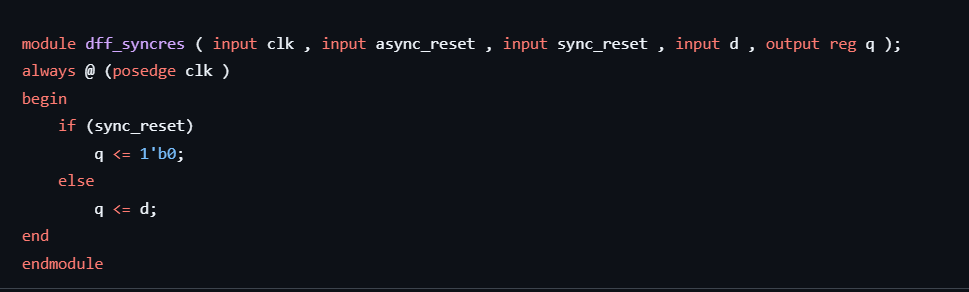 module dff_syncres ( input clk , input async_reset , input sync_reset , input d , output reg q );
always @ (posedge clk )
begin
    if (sync_reset)
        q <= 1'b0;
    else
        q <= d;
end
endmodule